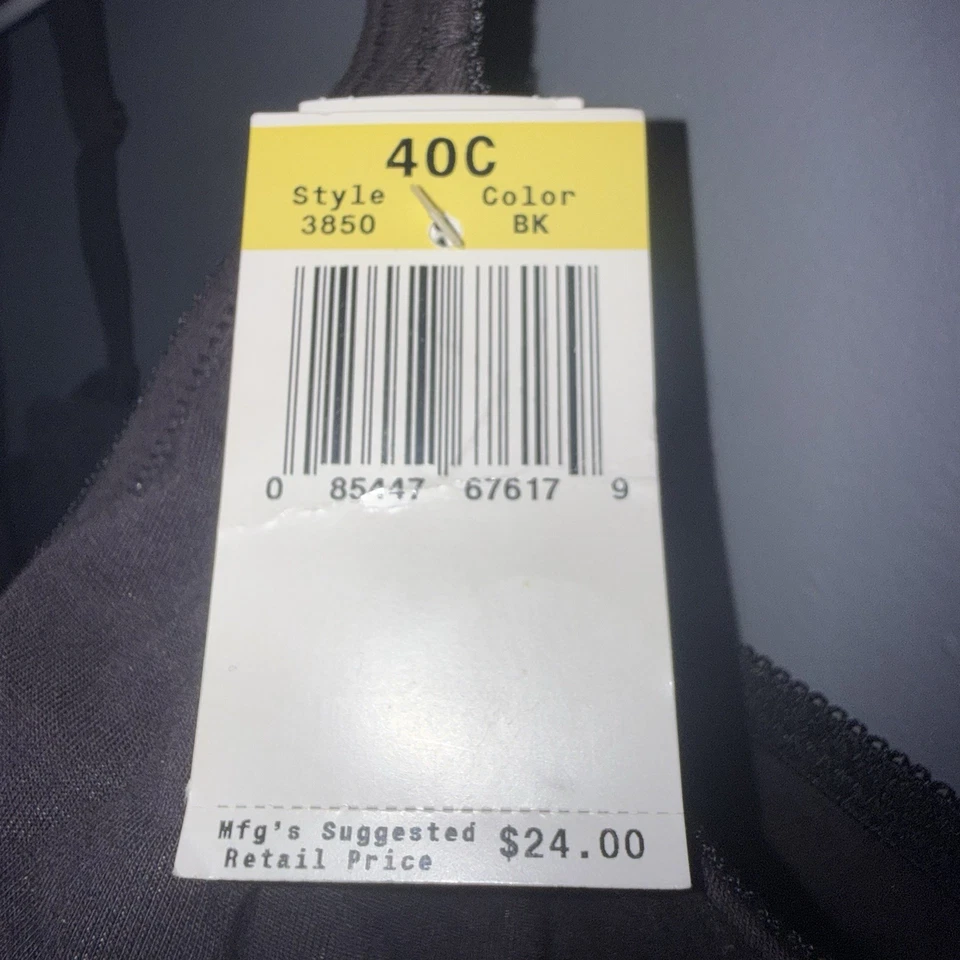 40C
Style Color
3850 BK
0 85447 67617 9
Mfg's Suggested
Retail Price $24.00